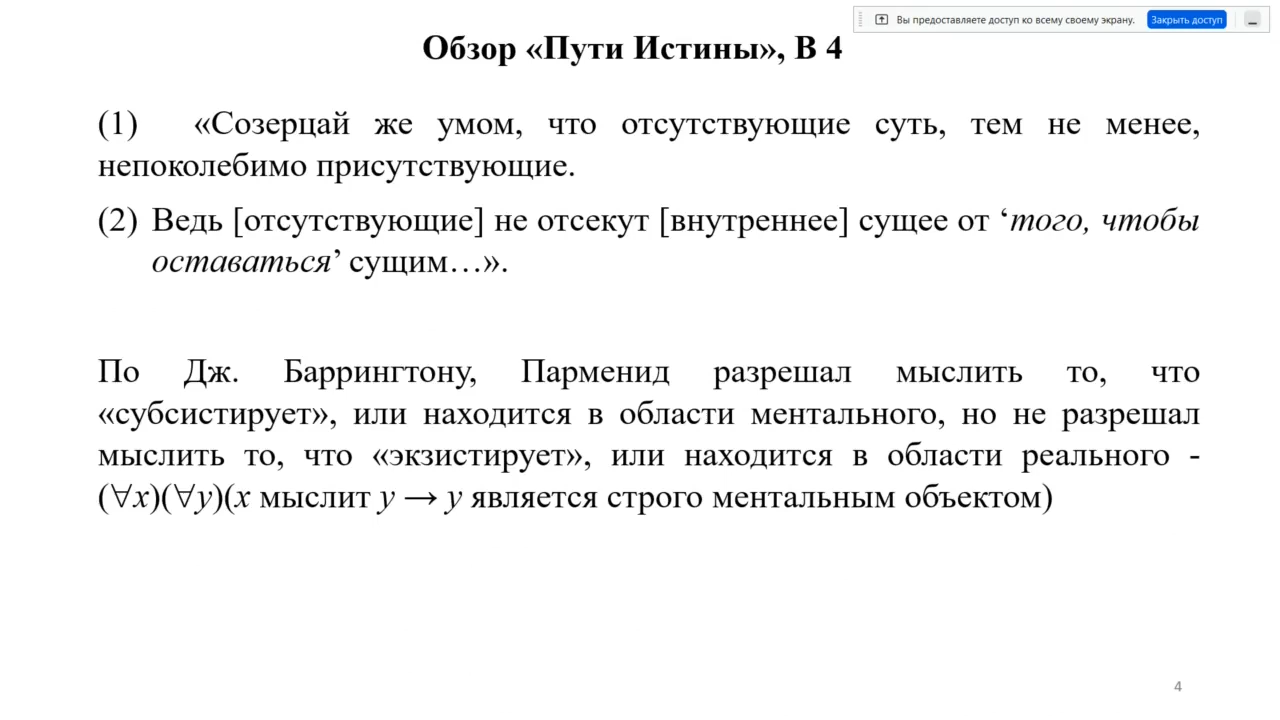 Вы предоставляете доступ ко всему своему экрану. Закрыть доступ
Обзор «Пути Истины», В 4
(1) «Созерцай же умом, что отсутствующие суть, тем не менее,
непоколебимо присутствующие.
(2) Ведь [отсутствующие] не отсекут [внутреннее] сущее от ‘того, чтобы
оставаться’ сущим…».
По Дж. Баррингтону, Парменид разрешал мыслить то, что
«субсистирует», или находится в области ментального, но не разрешал
мыслить то, что «экзистирует», или находится в области реального -
(∀x)(∀y)(x мыслит y → y является строго ментальным объектом)
4